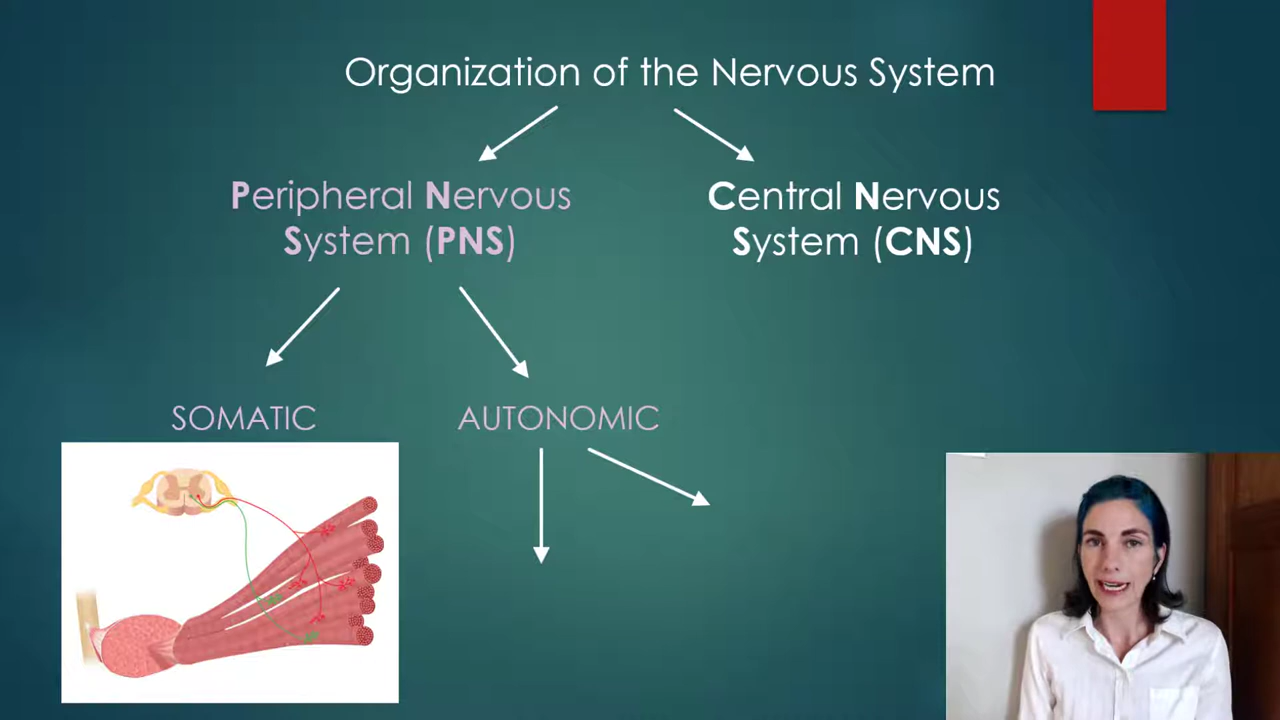 Organization of the Nervous System
Peripheral Nervous
System (PNS)
Central Nervous
System (CNS)
SOMATIC
AUTONOMIC